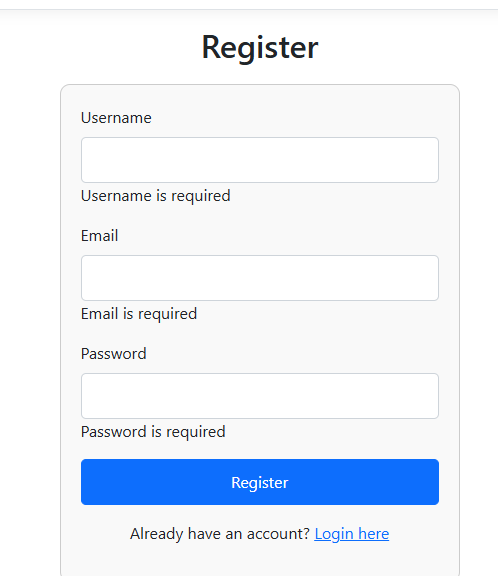 Register
Username
Username is required
Email
Email is required
Password
Password is required
Register
Already have an account? Login here